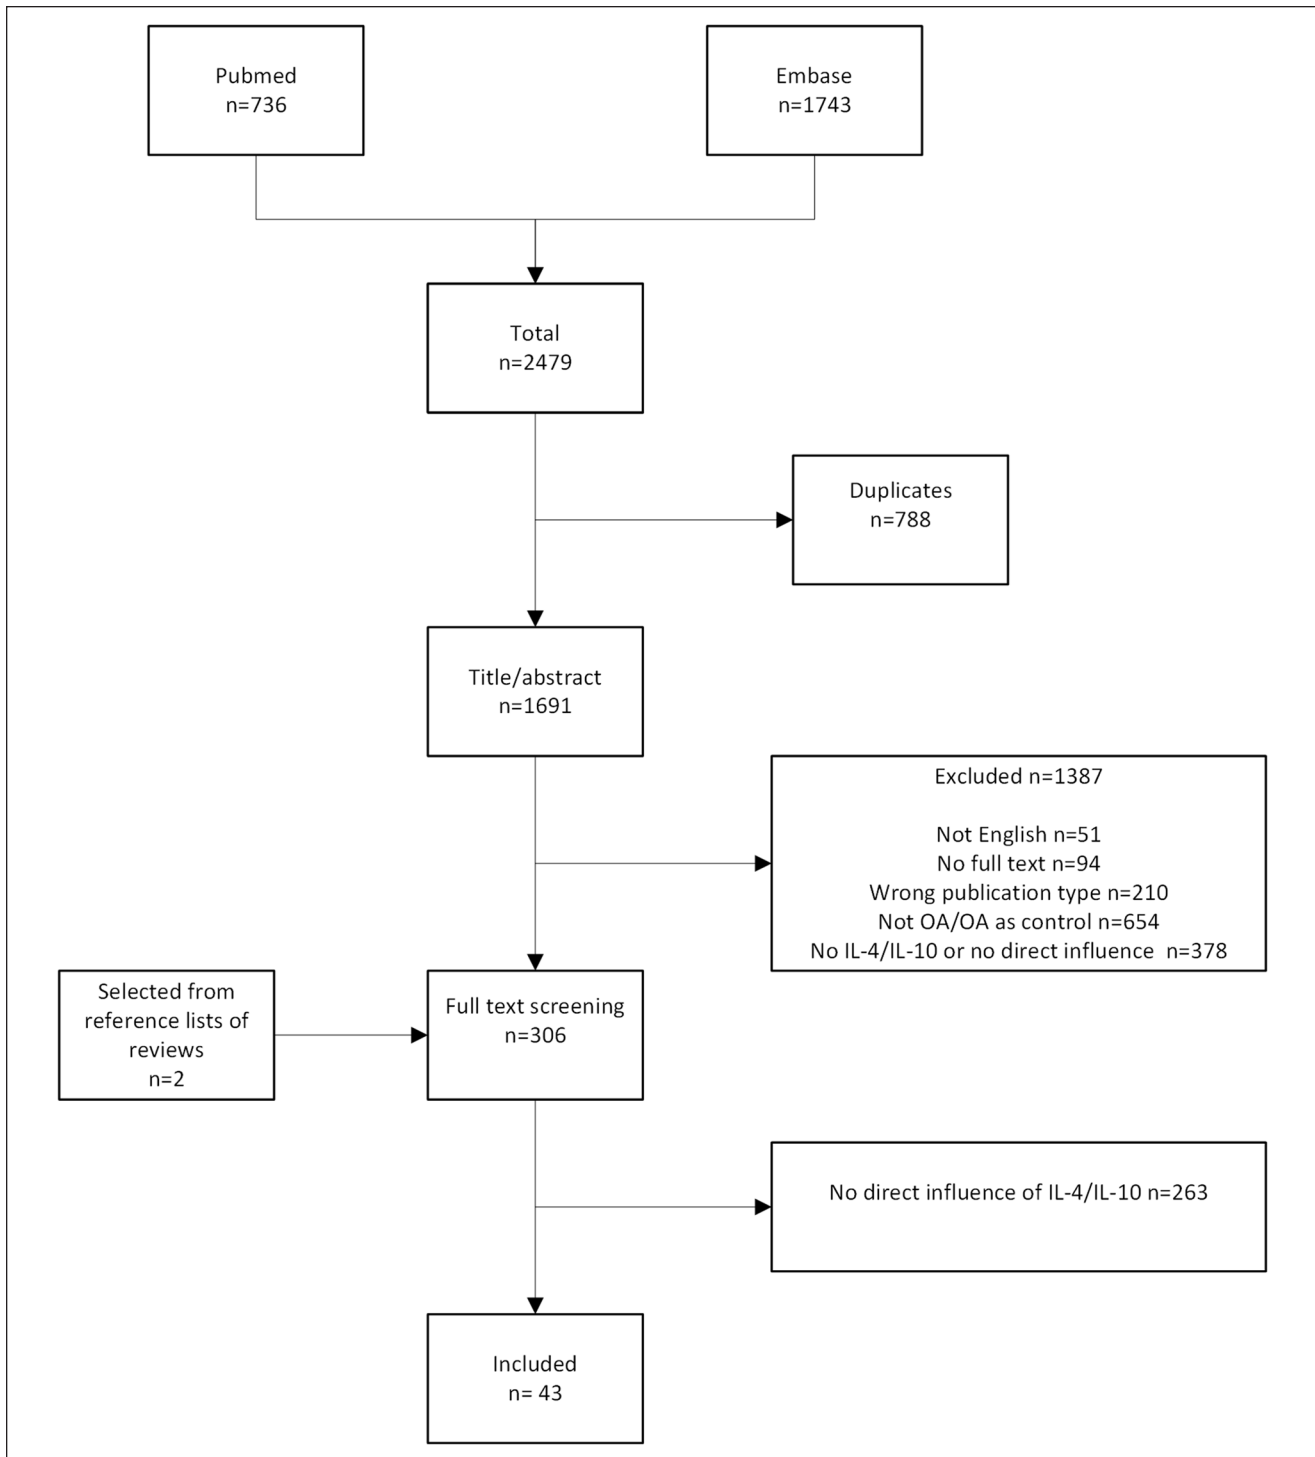 Pubmed
n=736
Embase
n=1743
Total
n=2479
Duplicates
n=788
Title/abstract
n=1691
Excluded n=1387
Not English n=51
No full text n=94
Wrong publication type n=210
Not OA/OA as control n=654
No IL-4/IL-10 or no direct influence n=378
Selected from
reference lists of
reviews
n=2
Full text screening
n=306
No direct influence of IL-4/IL-10 n=263
Included
n= 43